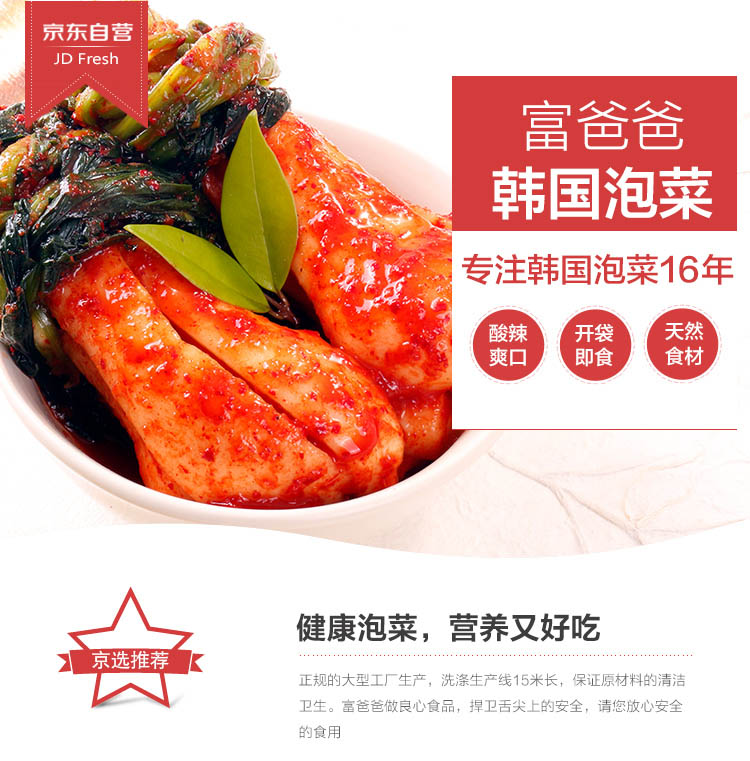 京东自营
JD Fresh
富爸爸
韩国泡菜
专注韩国泡菜16年
酸辣
爽口
开袋
即食
天然
食材
京选推荐
健康泡菜，营养又好吃
正规的大型工厂生产，洗涤生产线15米长，保证原材料的清洁
卫生。富爸爸做良心食品，捍卫舌尖上的安全，请您放心安全
的食用